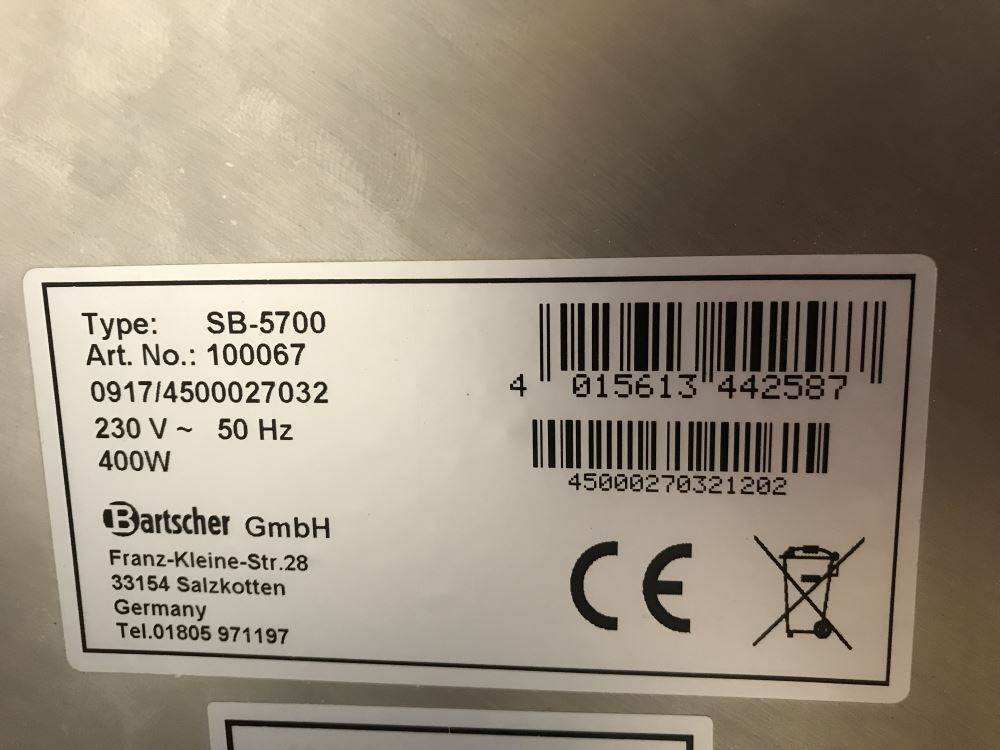 Type: SB-5700
Art. No.: 100067
0917/4500027032
230 V ~ 50 Hz
400W
Bartscher GmbH
Franz-Kleine-Str.28
33154 Salzkotten
Germany
Tel.01805 971197
4 015613 442587
45000270321202
CE